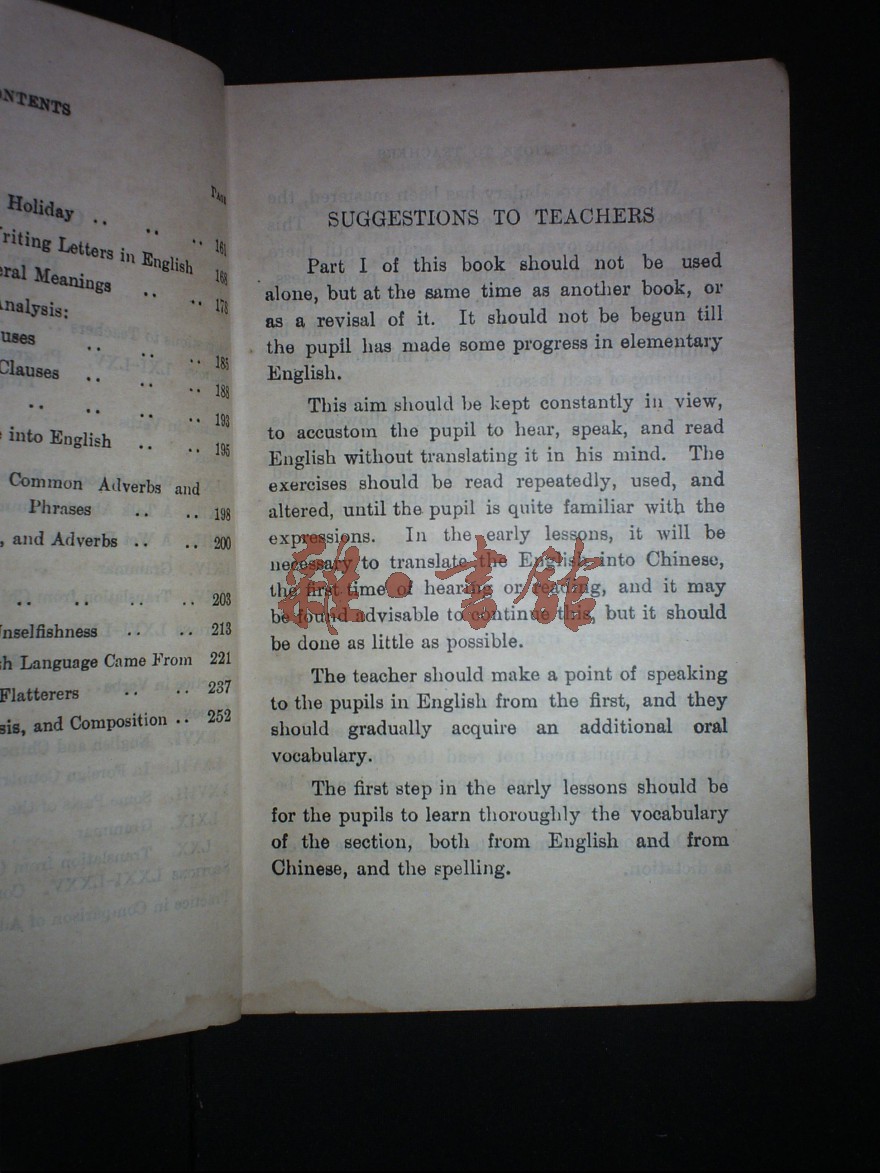 CONTENTS
PAGE
Holiday .. .. .. 161
Writing Letters in English 168
Meanings .. .. 178
Analysis:
.. .. .. 185
Clauses .. .. .. 188
.. .. .. .. 193
into English .. .. 195
Common Adverbs and
Phrases .. .. 198
, and Adverbs .. .. 200
.. .. .. .. 203
Unselfishness .. .. 213
Language Came From 221
Flatterers .. .. 237
and Composition .. 252
SUGGESTIONS TO TEACHERS
Part I of this book should not be used
alone, but at the same time as another book, or
as a revisal of it. It should not be begun till
the pupil has made some progress in elementary
English.
This aim should be kept constantly in view,
to accustom the pupil to hear, speak, and read
English without translating it in his mind. The
exercises should be read repeatedly, used, and
altered, until the pupil is quite familiar with the
expressions. In the early lessons, it will be
necessary to translate the English into Chinese,
the first time of hearing or reading, and it may
be found advisable to continue this, but it should
be done as little as possible.
The teacher should make a point of speaking
to the pupils in English from the first, and they
should gradually acquire an additional oral
vocabulary.
The first step in the early lessons should be
for the pupils to learn thoroughly the vocabulary
of the section, both from English and from
Chinese, and the spelling.
雜·書館